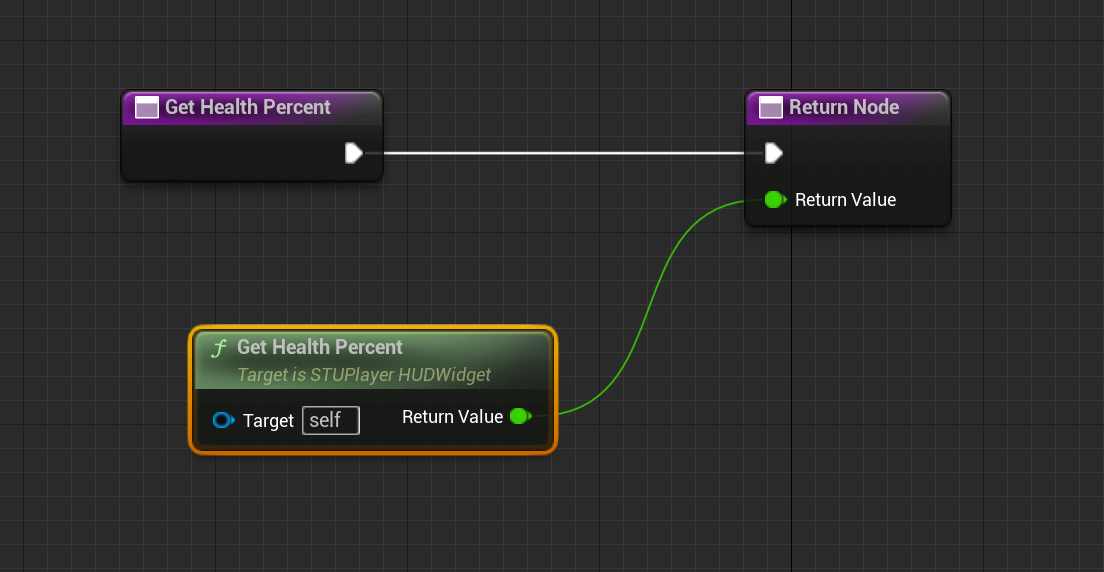 Get Health Percent
Return Node
Return Value
f Get Health Percent
Target is STUPlayer HUDWidget
Target self Return Value